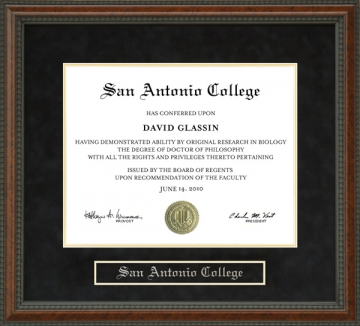 San Antonio College
HAS CONFERRED UPON
DAVID GLASSIN
HAVING DEMONSTRATED ABILITY BY ORIGINAL RESEARCH IN BIOLOGY
THE DEGREE OF DOCTOR OF PHILOSOPHY
WITH ALL THE RIGHTS AND PRIVILEGES THERETO PERTAINING
ISSUED BY THE BOARD OF REGENTS
UPON RECOMMENDATION OF THE FACULTY
JUNE 14, 2010
PROVOST
PRESIDENT
San Antonio College